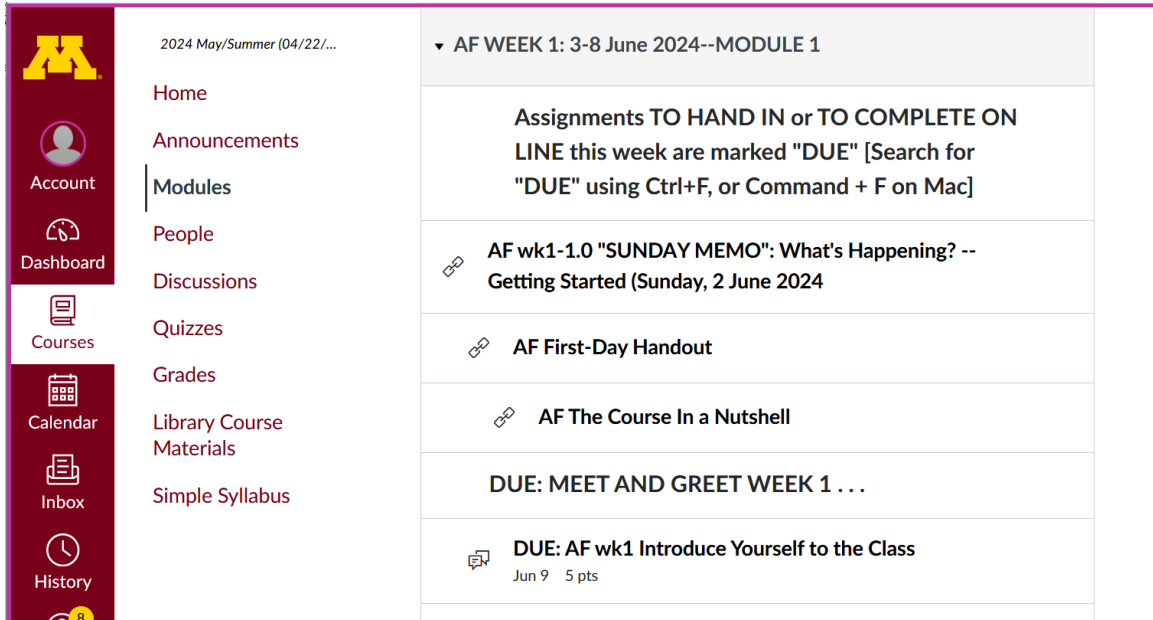 Account
Dashboard
Courses
Calendar
Inbox
History
8
2024 May/Summer (04/22/...
Home
Announcements
Modules
People
Discussions
Quizzes
Grades
Library Course
Materials
Simple Syllabus
AF WEEK 1: 3-8 June 2024--MODULE 1
Assignments TO HAND IN or TO COMPLETE ON
LINE this week are marked "DUE" [Search for
"DUE" using Ctrl+F, or Command + F on Mac]
AF wk1-1.0 "SUNDAY MEMO": What's Happening? --
Getting Started (Sunday, 2 June 2024
AF First-Day Handout
AF The Course In a Nutshell
DUE: MEET AND GREET WEEK 1 . . .
DUE: AF wk1 Introduce Yourself to the Class
Jun 9 5 pts